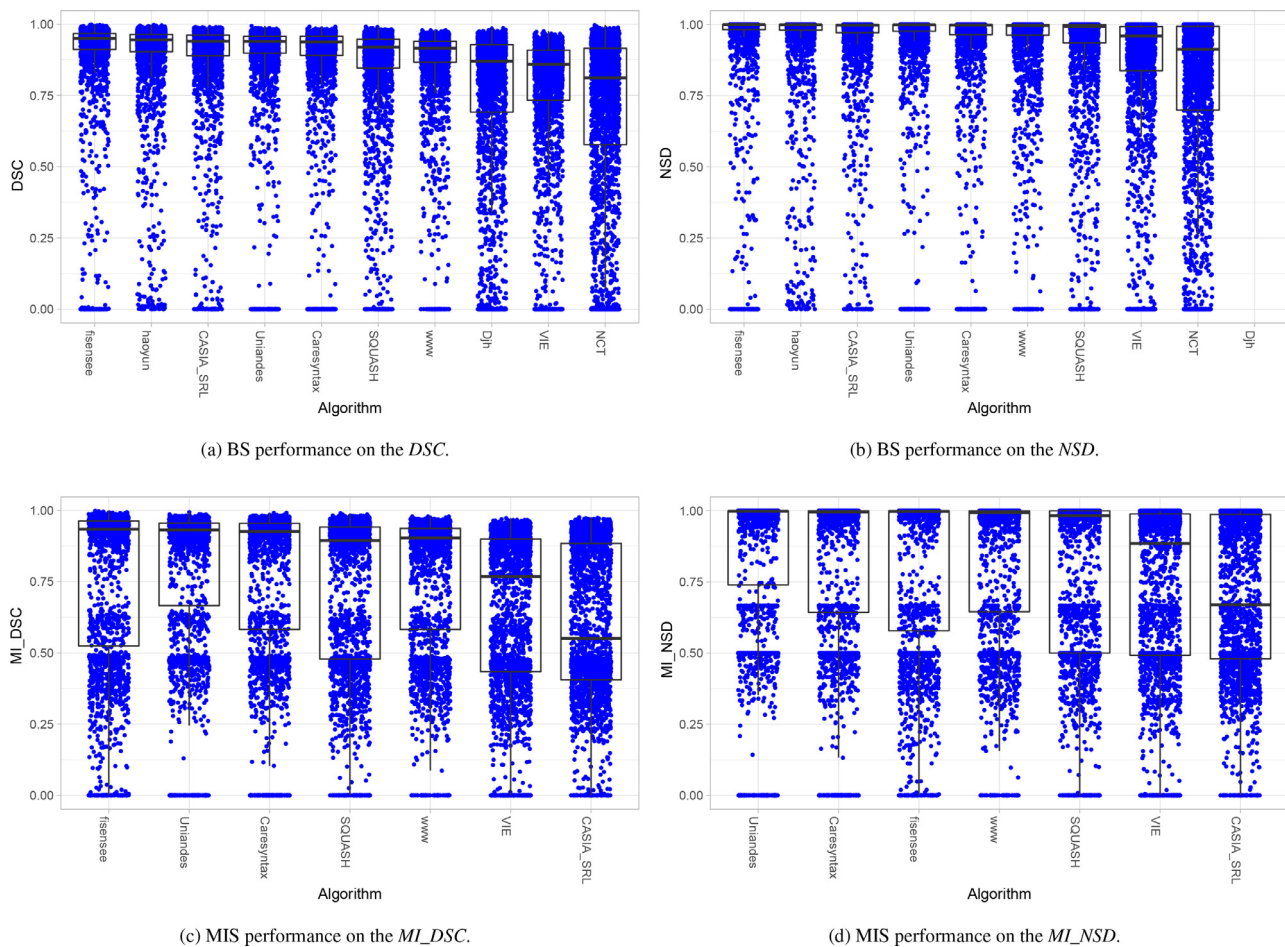 1.00
0.75
0.50
0.25
0.00
DSC
fisensee
haoyun
CASIA_SRL
Uniandes
Caresyntax
SQUASH
www
Djh
VIE
NCT
Algorithm
(a) BS performance on the DSC.
1.00
0.75
0.50
0.25
0.00
NSD
fisensee
haoyun
CASIA_SRL
Uniandes
Caresyntax
www
SQUASH
VIE
NCT
Djh
Algorithm
(b) BS performance on the NSD.
1.00
0.75
0.50
0.25
0.00
MI_DSC
fisensee
Uniandes
Caresyntax
SQUASH
www
VIE
CASIA_SRL
Algorithm
(c) MIS performance on the MI_DSC.
1.00
0.75
0.50
0.25
0.00
MI_NSD
Uniandes
Caresyntax
fisensee
www
SQUASH
VIE
CASIA_SRL
Algorithm
(d) MIS performance on the MI_NSD.